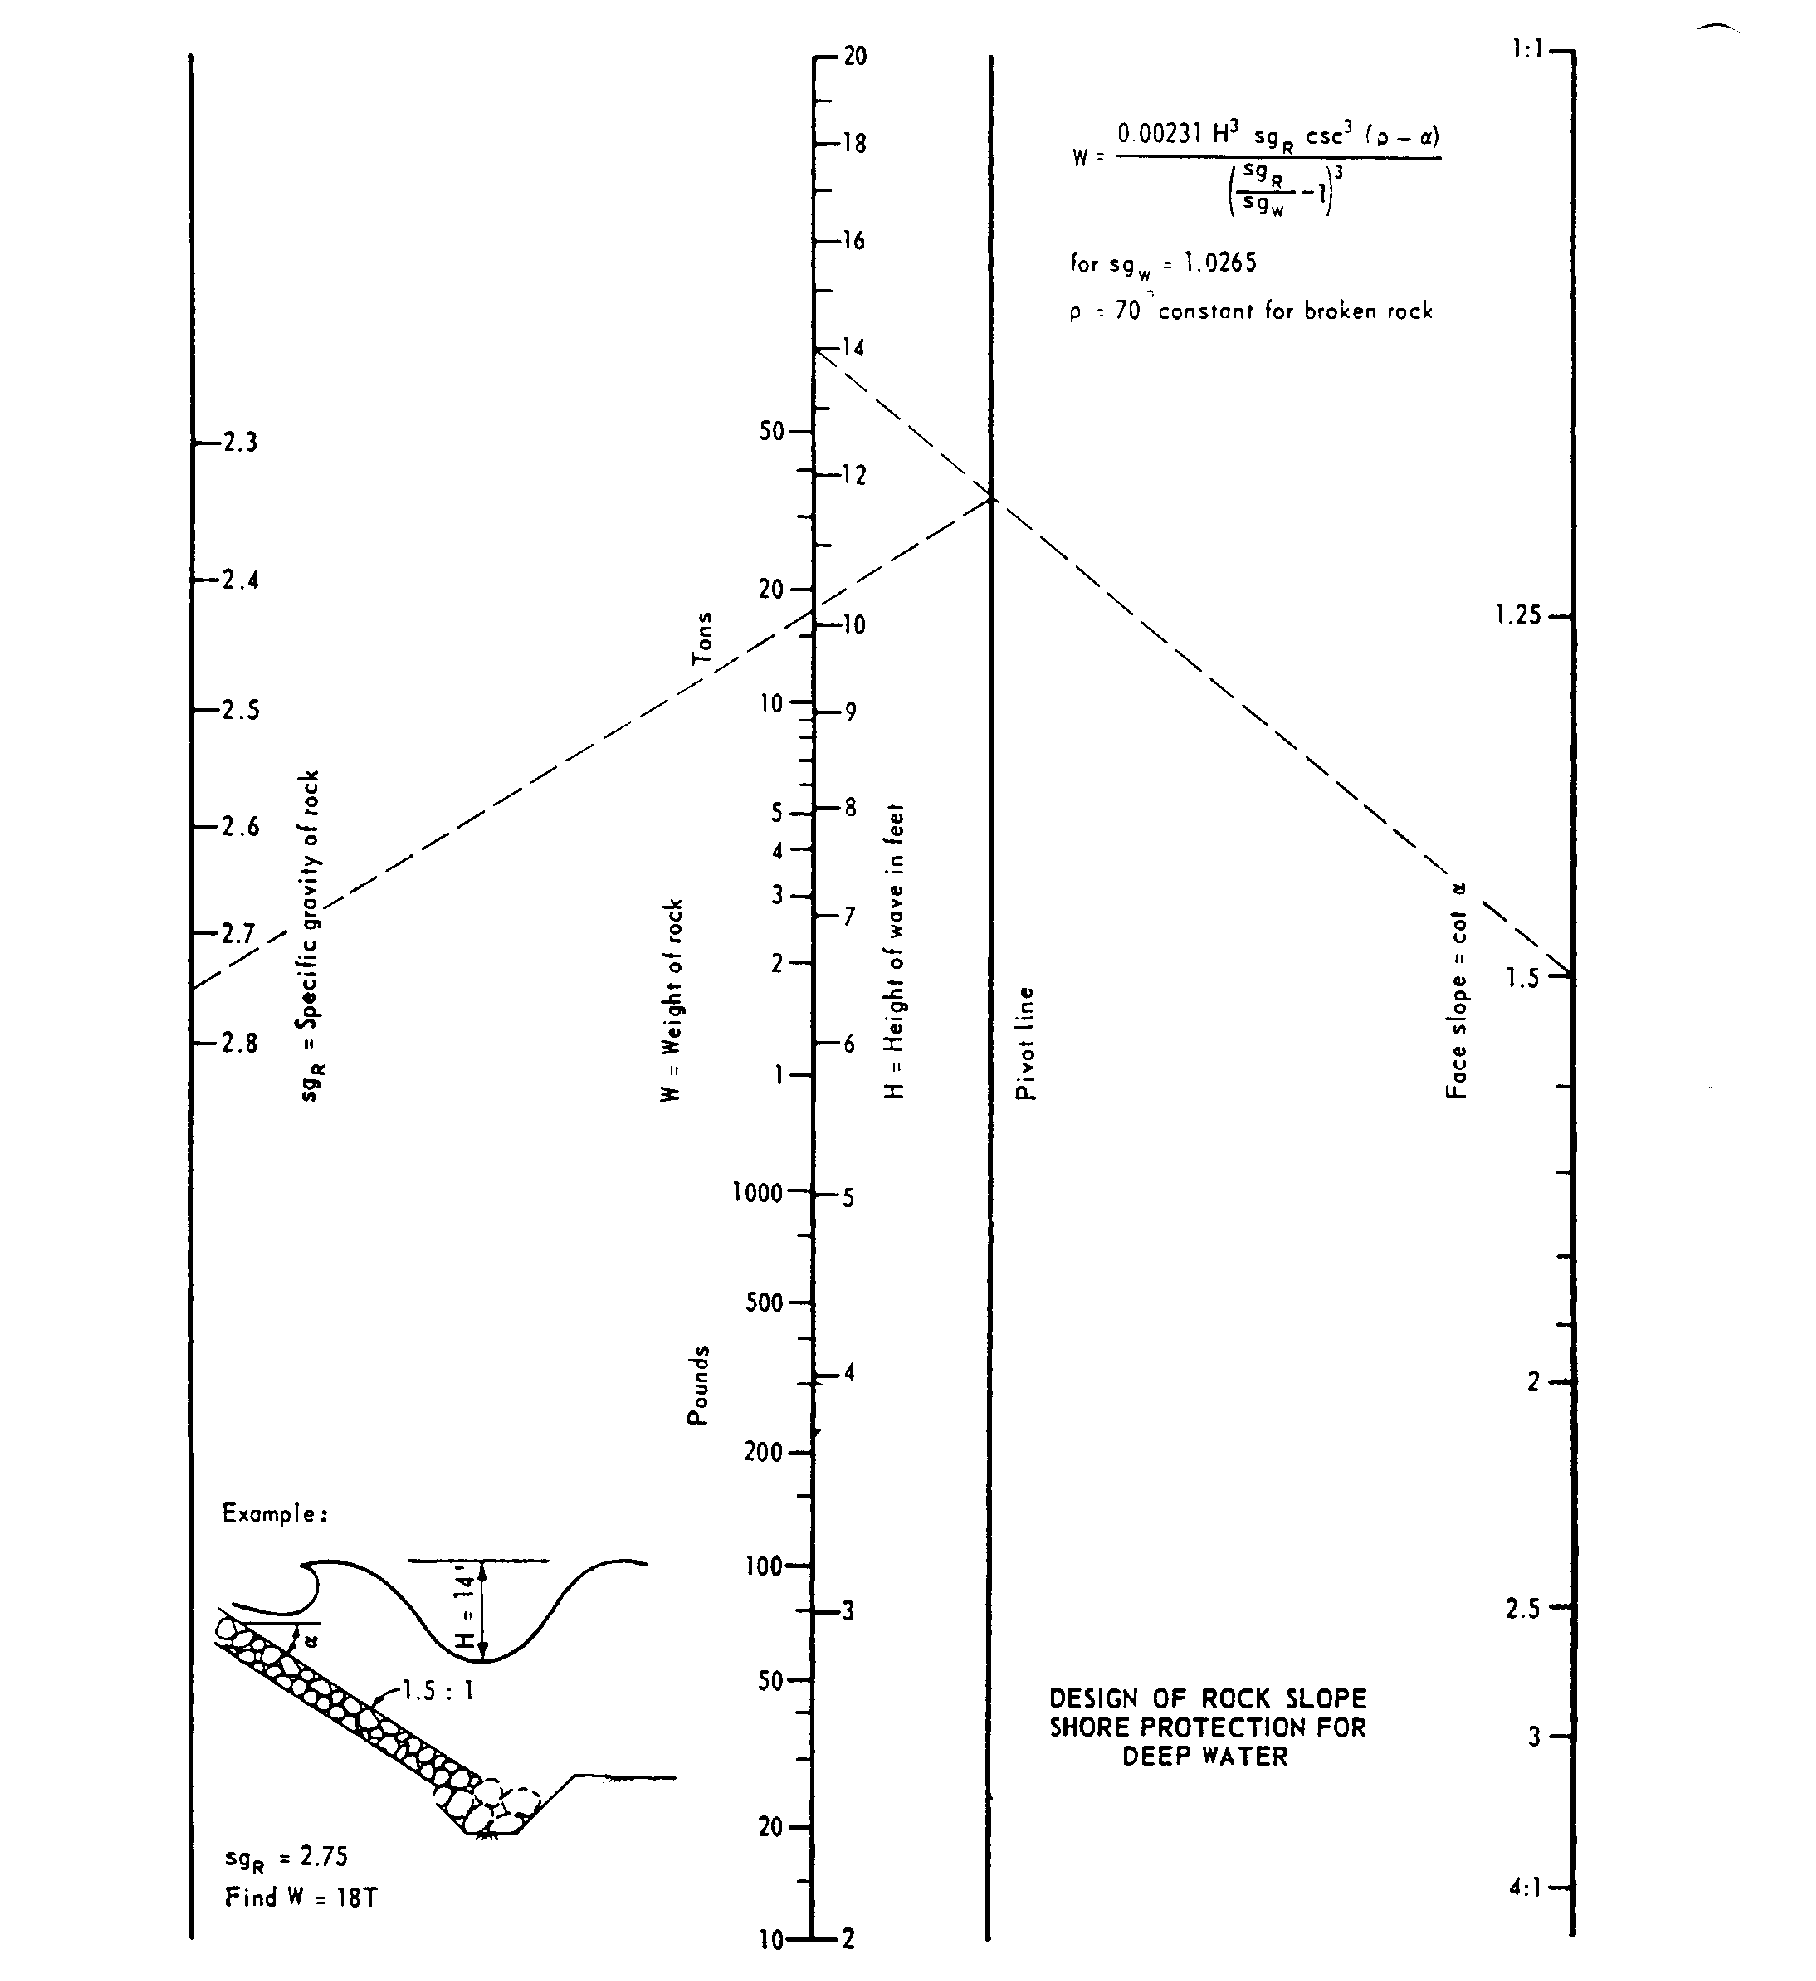 1:1
20
18
16
14
12
10
9
8
7
6
5
4
3
2
W = 0.00231 H³ sg_R csc³ (ρ – α)
(sg_R / sg_w – 1)³
for sg_w = 1.0265
ρ = 70° constant for broken rock
2.3
2.4
2.5
2.6
2.7
2.8
sg_R = Specific gravity of rock
Tons
50
20
10
5
4
3
2
1
W = Weight of rock
1000
500
200
100
50
20
10
Pounds
H = Height of wave in feet
Pivot line
Face slope = cot α
1.25
1.5
2
2.5
3
4:1
Example:
H = 14'
α
1.5 : 1
sg_R = 2.75
Find W = 18T
DESIGN OF ROCK SLOPE
SHORE PROTECTION FOR
DEEP WATER